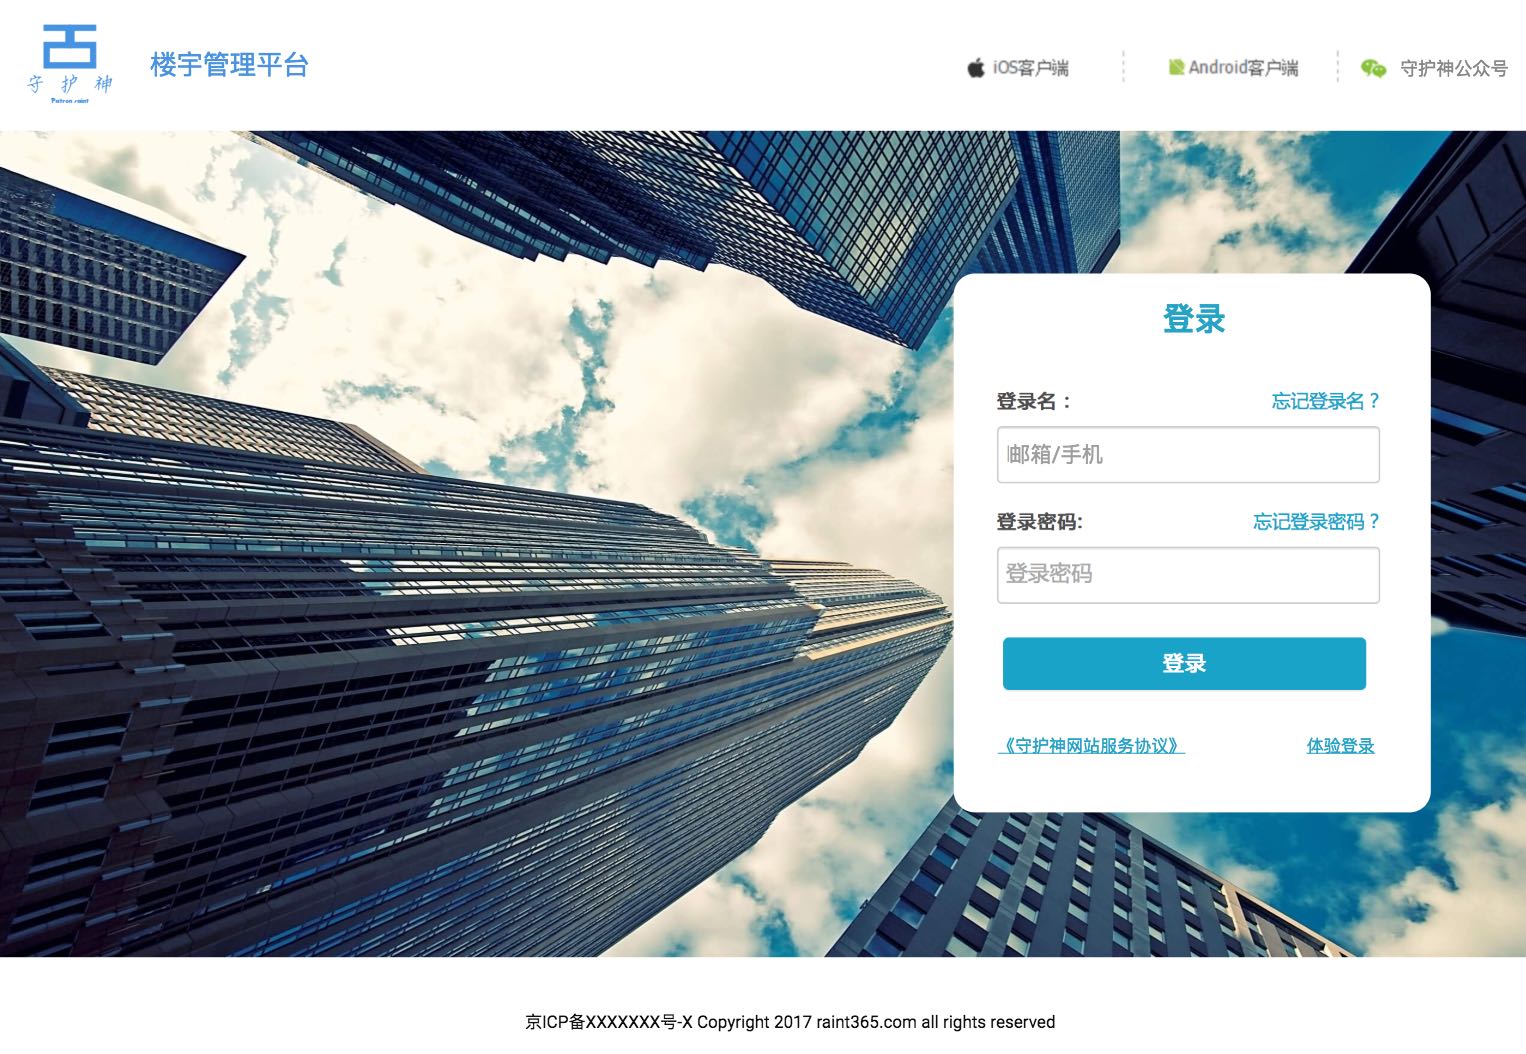 守护神
Patron saint
楼宇管理平台
iOS客户端
Android客户端
守护神公众号
登录
登录名：
忘记登录名？
邮箱/手机
登录密码:
忘记登录密码？
登录密码
登录
《守护神网站服务协议》
体验登录
京ICP备XXXXXXX号-X Copyright 2017 raint365.com all rights reserved